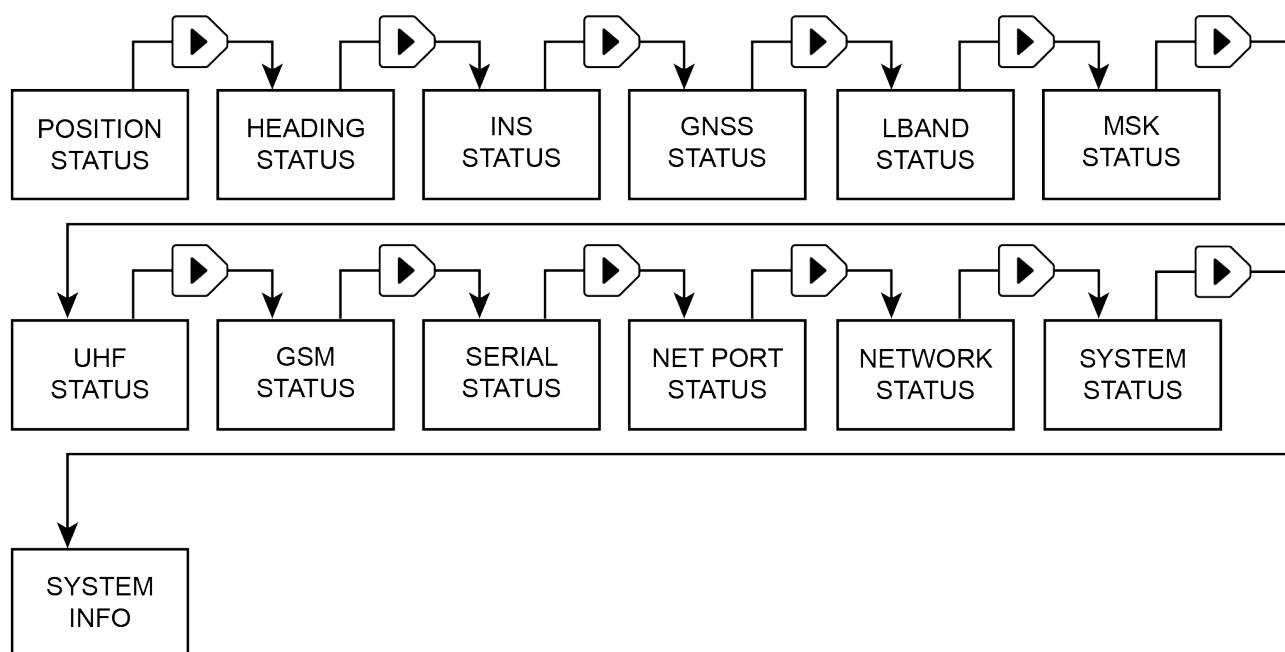 POSITION
STATUS
HEADING
STATUS
INS
STATUS
GNSS
STATUS
LBAND
STATUS
MSK
STATUS
UHF
STATUS
GSM
STATUS
SERIAL
STATUS
NET PORT
STATUS
NETWORK
STATUS
SYSTEM
STATUS
SYSTEM
INFO